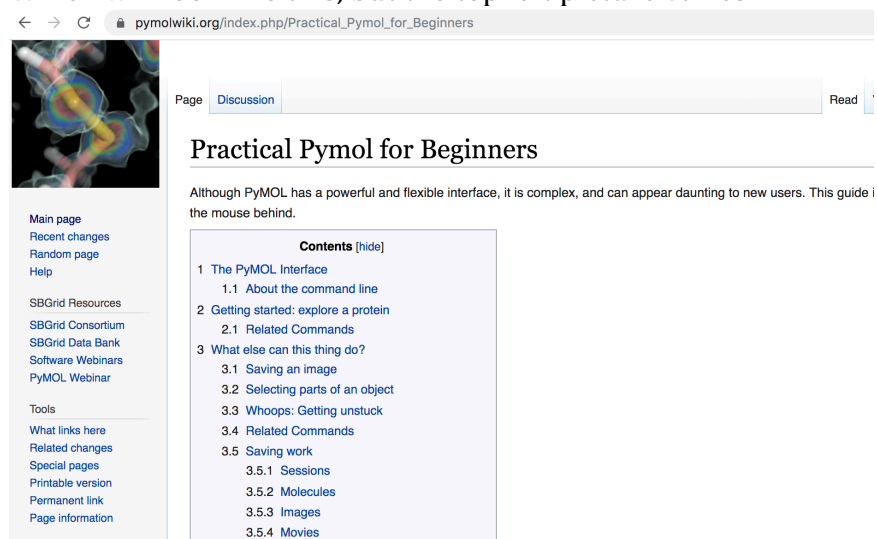 pymolwiki.org/index.php/Practical_Pymol_for_Beginners
Page Discussion Read
Practical Pymol for Beginners
Although PyMOL has a powerful and flexible interface, it is complex, and can appear daunting to new users. This guide
the mouse behind.
Main page
Recent changes
Random page
Help
SBGrid Resources
SBGrid Consortium
SBGrid Data Bank
Software Webinars
PyMOL Webinar
Tools
What links here
Related changes
Special pages
Printable version
Permanent link
Page information
Contents [hide]
1 The PyMOL Interface
1.1 About the command line
2 Getting started: explore a protein
2.1 Related Commands
3 What else can this thing do?
3.1 Saving an image
3.2 Selecting parts of an object
3.3 Whoops: Getting unstuck
3.4 Related Commands
3.5 Saving work
3.5.1 Sessions
3.5.2 Molecules
3.5.3 Images
3.5.4 Movies